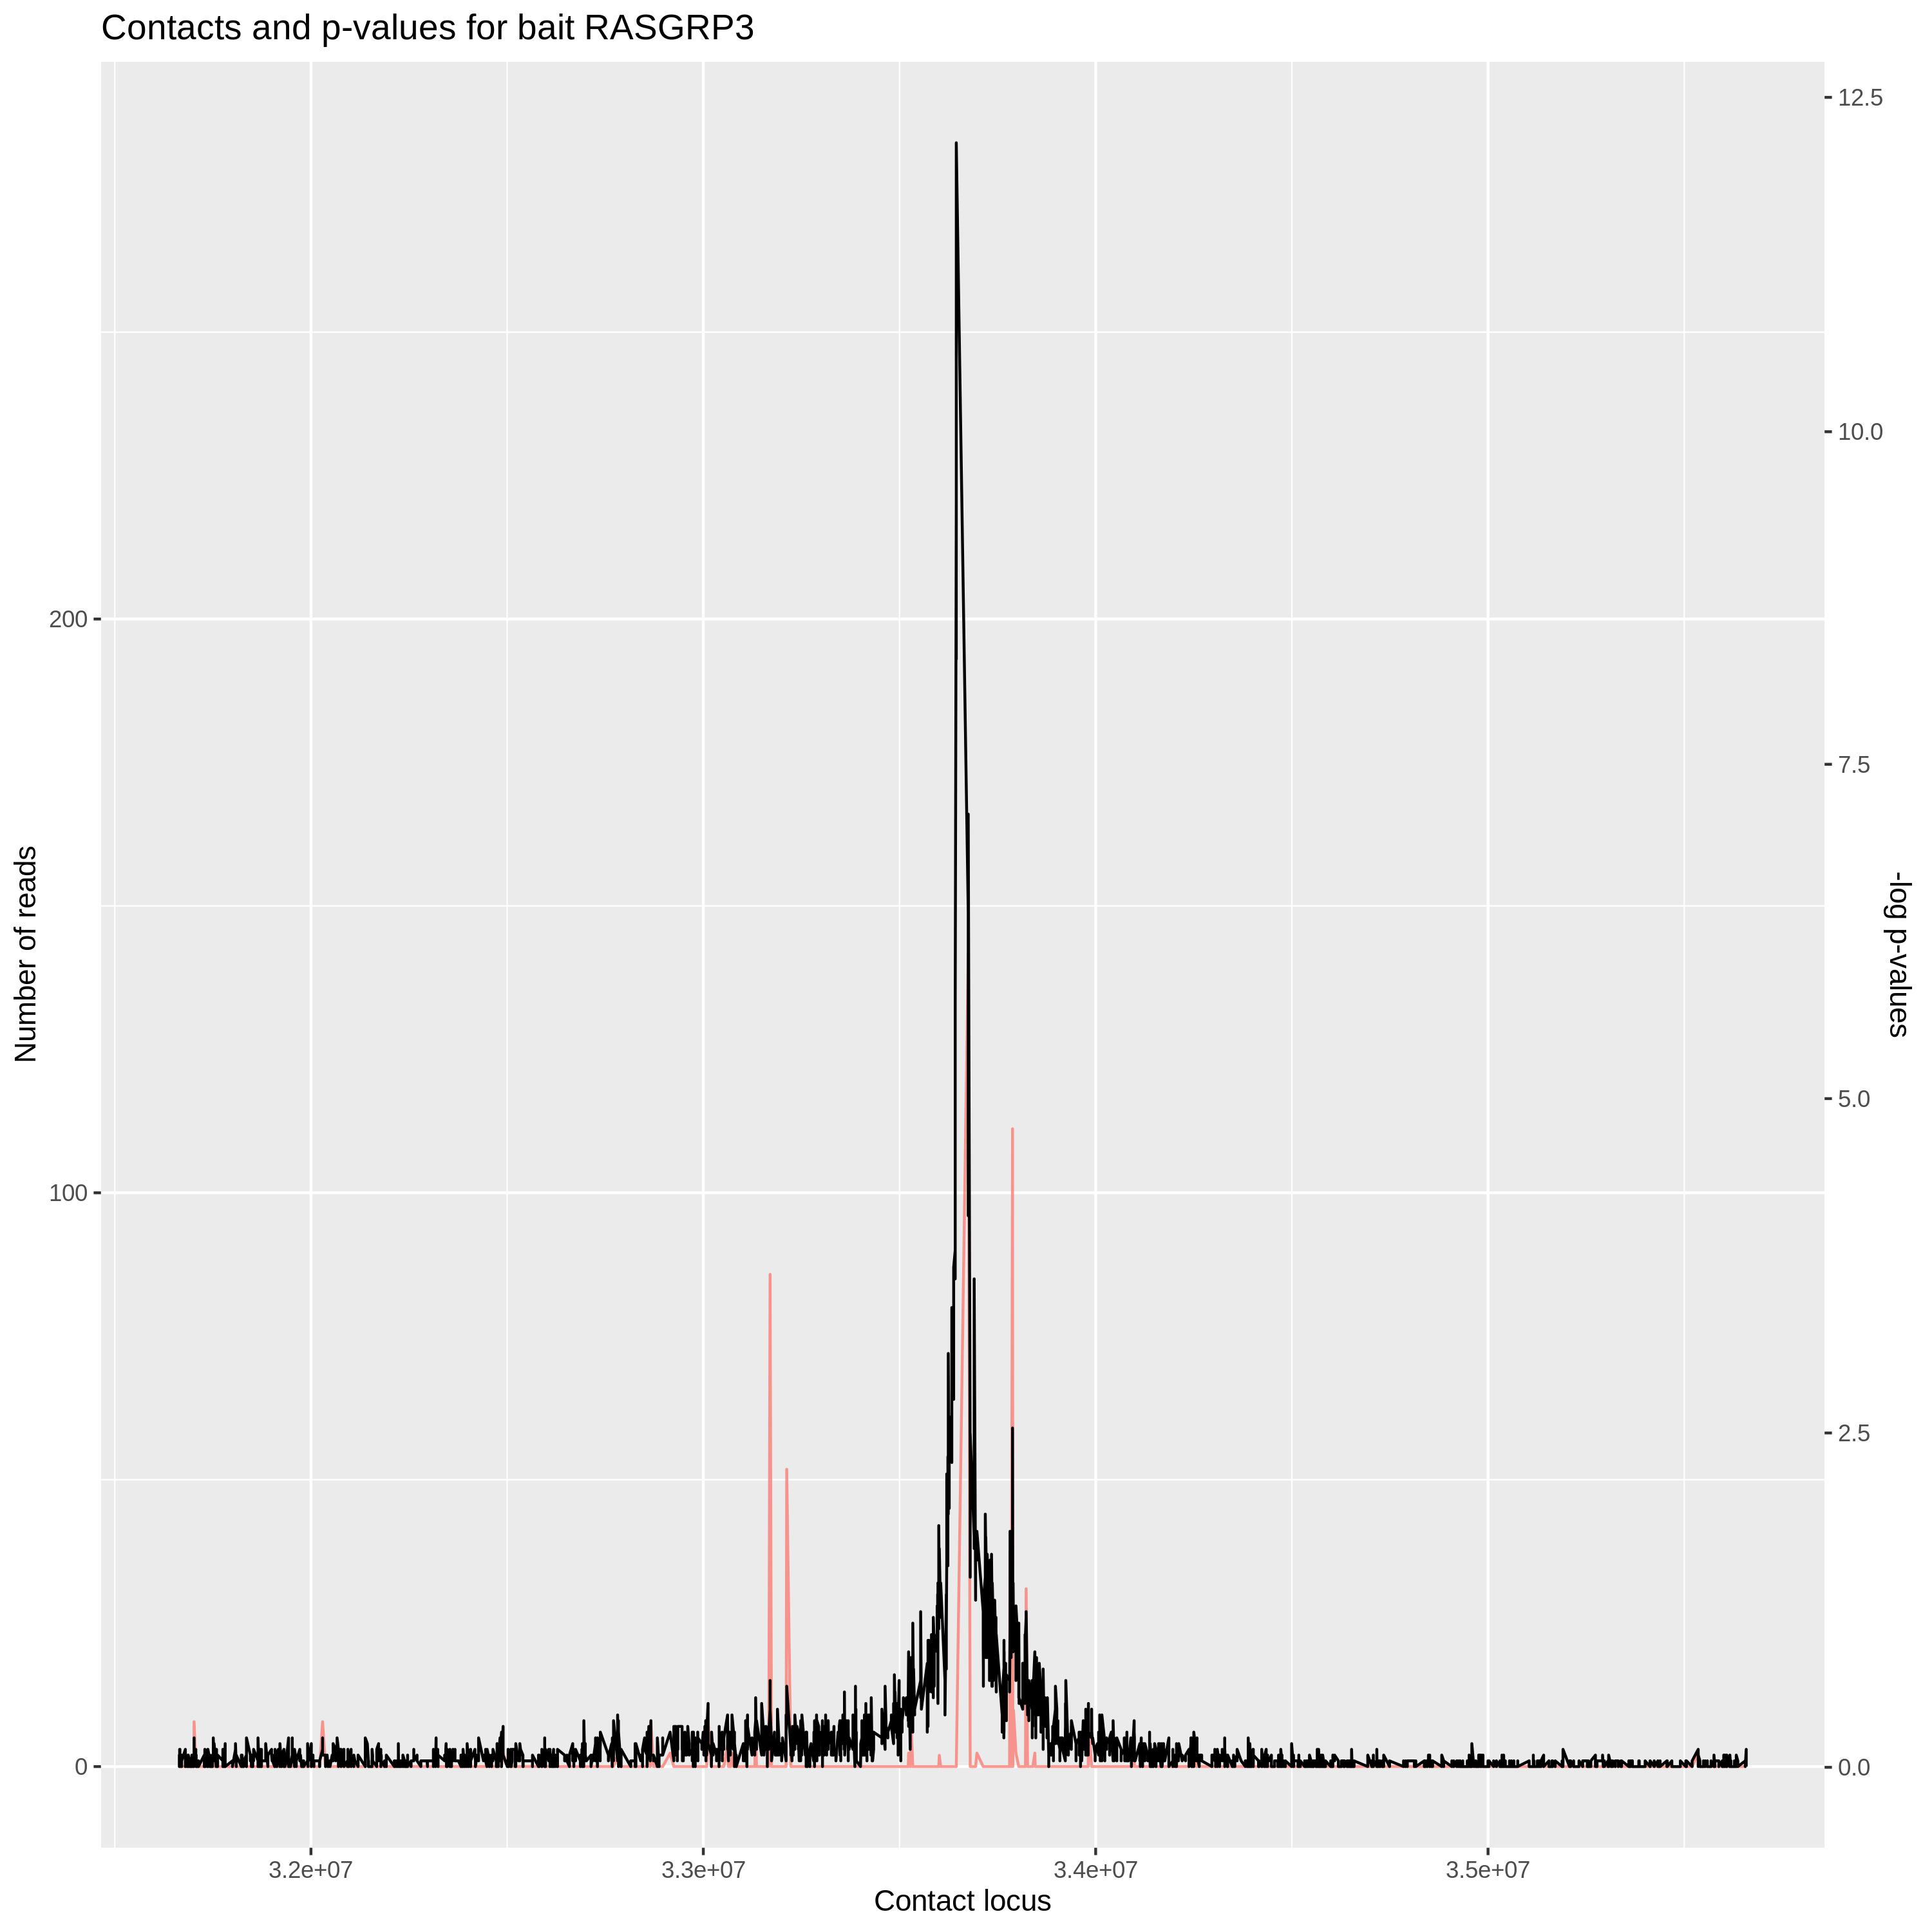 Contacts and p-values for bait RASGRP3
12.5
10.0
200
7.5
Number of reads
-log p-values
5.0
100
2.5
0
0.0
3.2e+07 3.3e+07 3.4e+07 3.5e+07
Contact locus